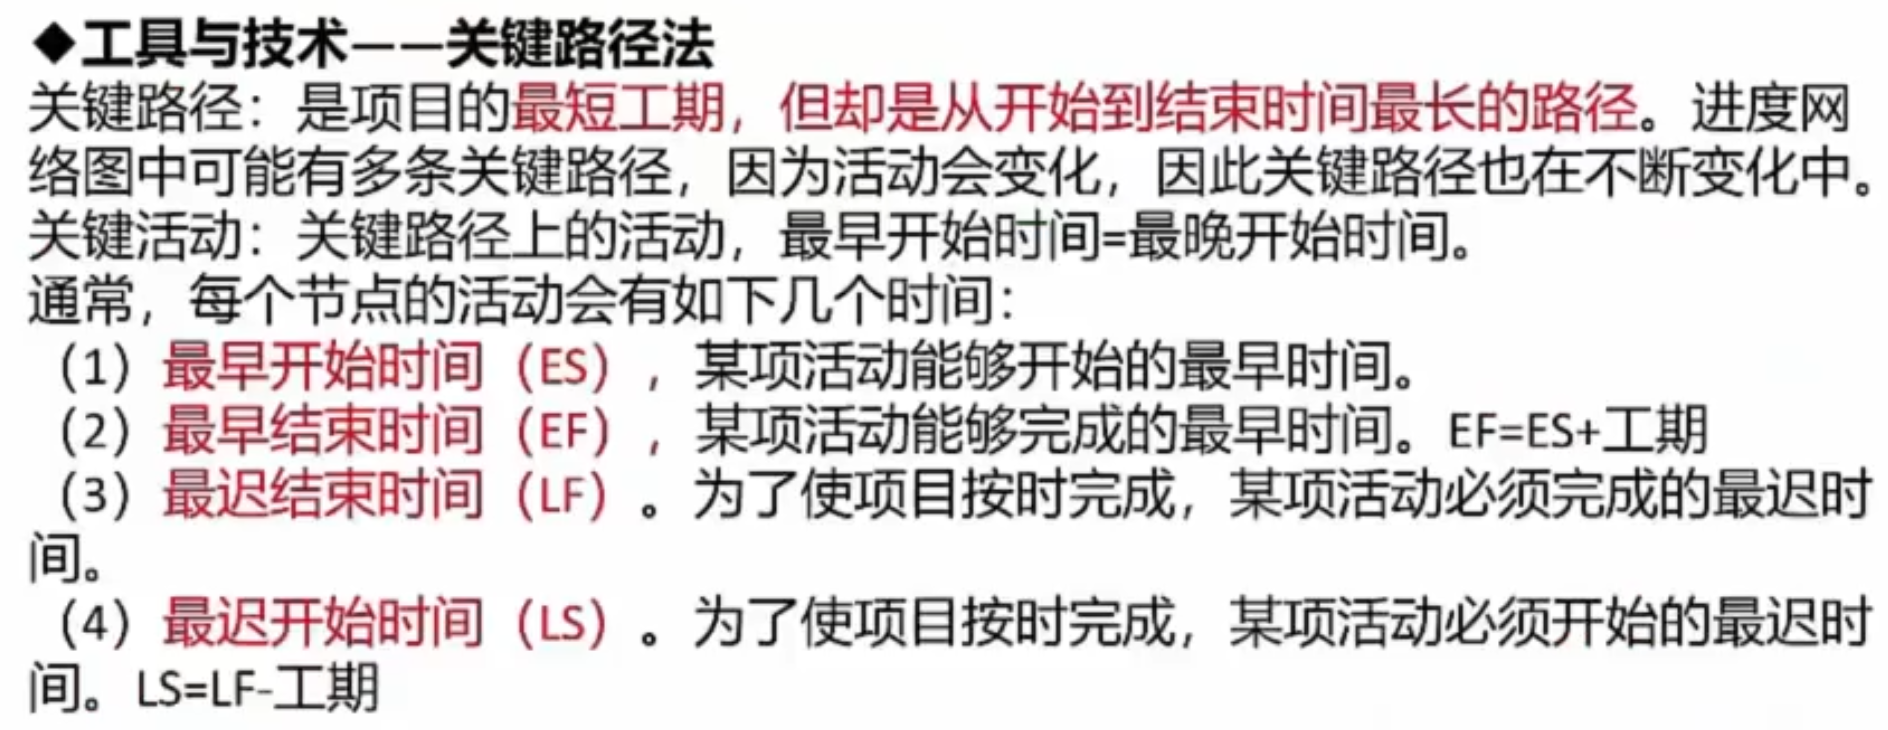 ◆工具与技术——关键路径法
关键路径：是项目的最短工期，但却是从开始到结束时间最长的路径。进度网
络图中可能有多条关键路径，因为活动会变化，因此关键路径也在不断变化中。
关键活动：关键路径上的活动，最早开始时间=最晚开始时间。
通常，每个节点的活动会有如下几个时间：
（1）最早开始时间（ES），某项活动能够开始的最早时间。
（2）最早结束时间（EF），某项活动能够完成的最早时间。EF=ES+工期
（3）最迟结束时间（LF）。为了使项目按时完成，某项活动必须完成的最迟时
间。
（4）最迟开始时间（LS）。为了使项目按时完成，某项活动必须开始的最迟时
间。LS=LF-工期